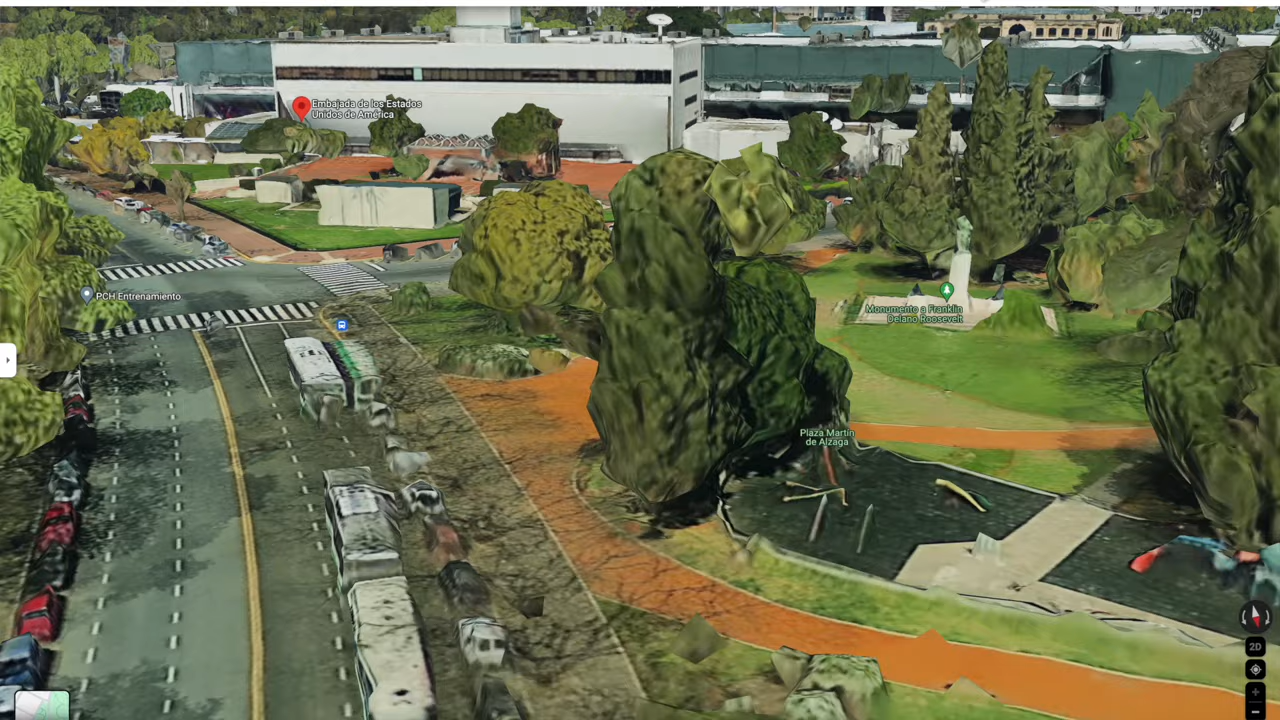 Embajada de los Estados
Unidos de América
PCH Entrenamiento
Monumento a Franklin
Delano Roosevelt
Plaza Martín
de Alzaga
2D